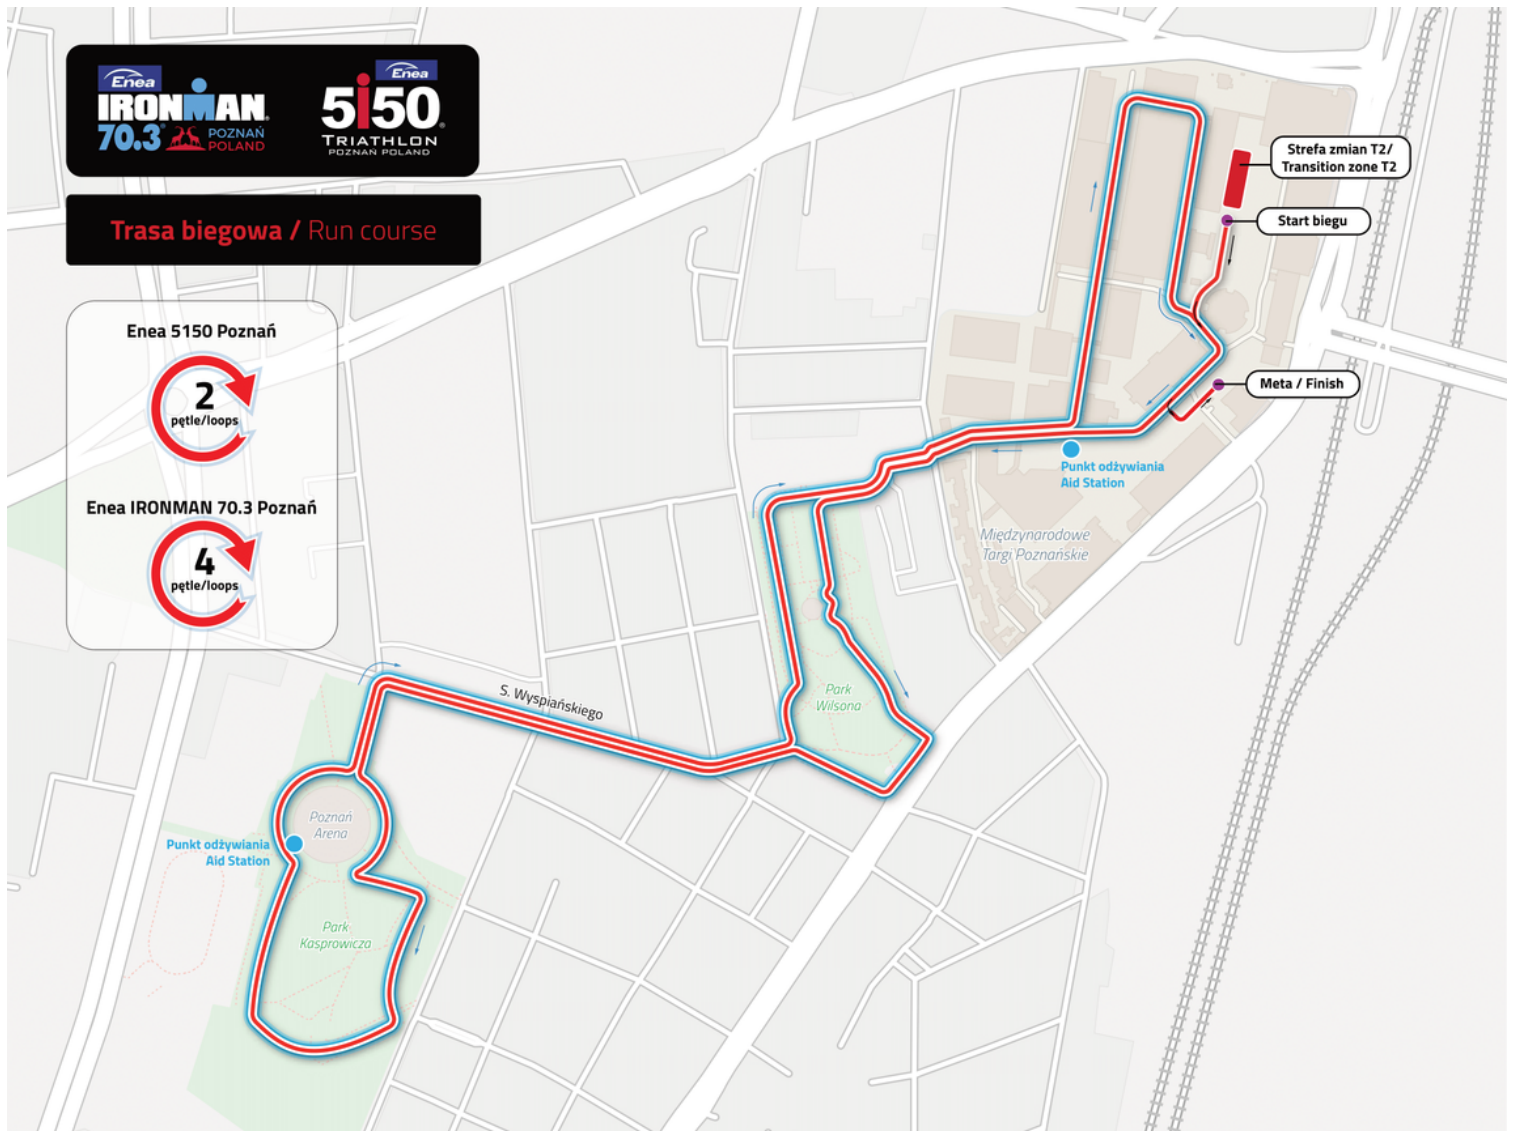 Enea
IRONMAN
70.3
POZNAŃ
POLAND
Enea
5150
TRIATHLON
POZNAŃ POLAND
Trasa biegowa / Run course
Enea 5150 Poznań
2
pętle/loops
Enea IRONMAN 70.3 Poznań
4
pętle/loops
Strefa zmian T2/
Transition zone T2
Start biegu
Meta / Finish
Punkt odżywiania
Aid Station
Międzynarodowe
Targi Poznańskie
Park
Wilsona
S. Wyspiańskiego
Poznań
Arena
Punkt odżywiania
Aid Station
Park
Kasprowicza